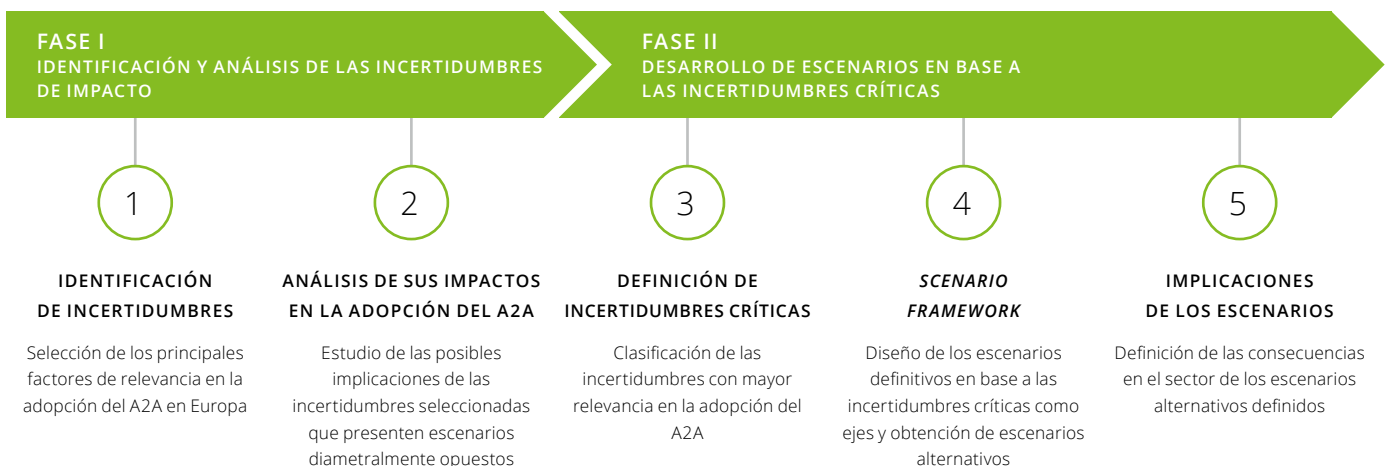 FASE I
IDENTIFICACIÓN Y ANÁLISIS DE LAS INCERTIDUMBRES
DE IMPACTO
FASE II
DESARROLLO DE ESCENARIOS EN BASE A
LAS INCERTIDUMBRES CRÍTICAS
1
IDENTIFICACIÓN
DE INCERTIDUMBRES
Selección de los principales
factores de relevancia en la
adopción del A2A en Europa
2
ANÁLISIS DE SUS IMPACTOS
EN LA ADOPCIÓN DEL A2A
Estudio de las posibles
implicaciones de las
incertidumbres seleccionadas
que presenten escenarios
diametralmente opuestos
3
DEFINICIÓN DE
INCERTIDUMBRES CRÍTICAS
Clasificación de las
incertidumbres con mayor
relevancia en la adopción del
A2A
4
SCENARIO
FRAMEWORK
Diseño de los escenarios
definitivos en base a las
incertidumbres críticas como
ejes y obtención de escenarios
alternativos
5
IMPLICACIONES
DE LOS ESCENARIOS
Definición de las consecuencias
en el sector de los escenarios
alternativos definidos